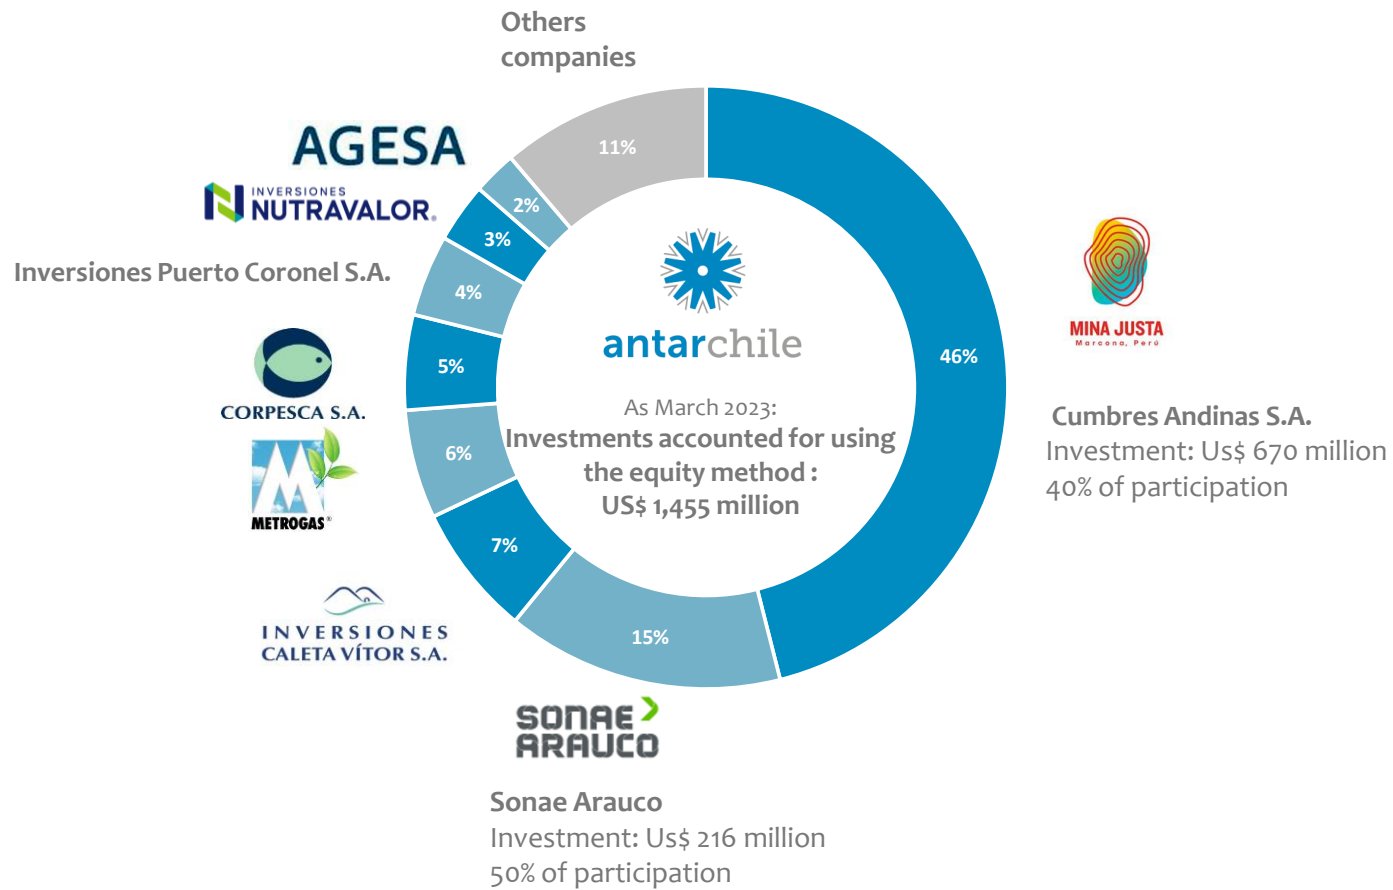 Others
companies
AGESA
INVERSIONES
NUTRAVALOR®
Inversiones Puerto Coronel S.A.
CORPESCA S.A.
METROGAS®
INVERSIONES
CALETA VÍTOR S.A.
SONAE
ARAUCO
Sonae Arauco
Investment: Us$ 216 million
50% of participation
MINA JUSTA
Marcona, Perú
Cumbres Andinas S.A.
Investment: Us$ 670 million
40% of participation
antarchile
As March 2023:
Investments accounted for using
the equity method :
US$ 1,455 million
46%
15%
7%
6%
5%
4%
3%
2%
11%